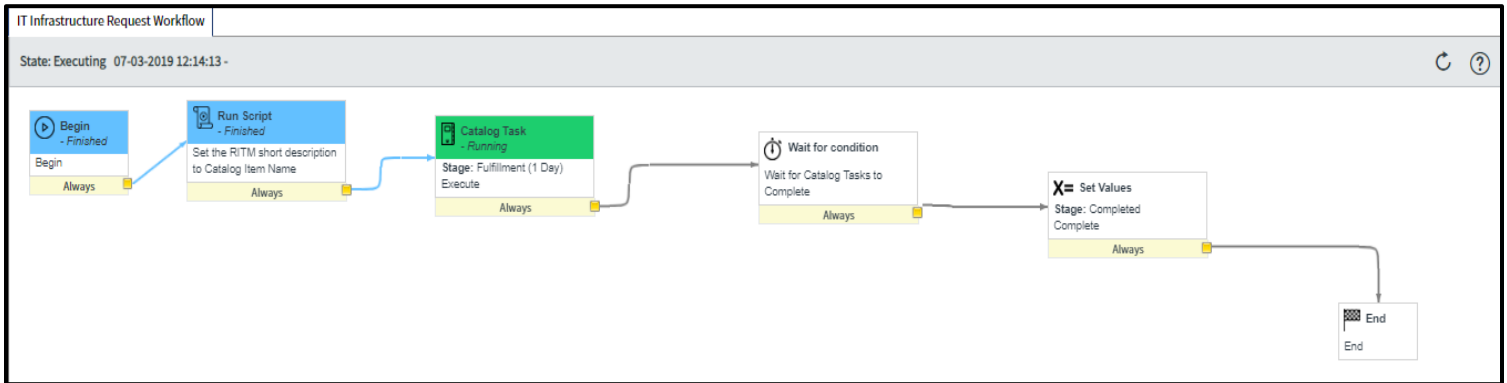 IT Infrastructure Request Workflow
State: Executing 07-03-2019 12:14:13 -
Begin
- Finished
Begin
Always
Run Script
- Finished
Set the RITM short description
to Catalog Item Name
Always
Catalog Task
- Running
Stage: Fulfillment (1 Day)
Execute
Always
Wait for condition
Wait for Catalog Tasks to
Complete
Always
X= Set Values
Stage: Completed
Complete
Always
End
End